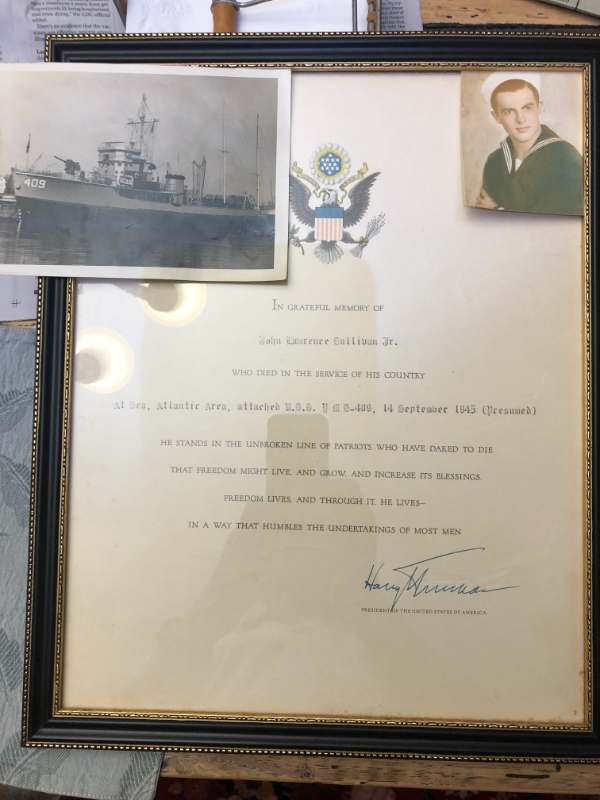 409
IN GRATEFUL MEMORY OF
John Lawrence Sullivan Jr.
WHO DIED IN THE SERVICE OF HIS COUNTRY
At Sea, Atlantic Area, attached U.S.S. Y M S-409, 14 September 1945 (Presumed)
HE STANDS IN THE UNBROKEN LINE OF PATRIOTS WHO HAVE DARED TO DIE
THAT FREEDOM MIGHT LIVE, AND GROW, AND INCREASE ITS BLESSINGS.
FREEDOM LIVES, AND THROUGH IT, HE LIVES—
IN A WAY THAT HUMBLES THE UNDERTAKINGS OF MOST MEN
Harry Truman
PRESIDENT OF THE UNITED STATES OF AMERICA